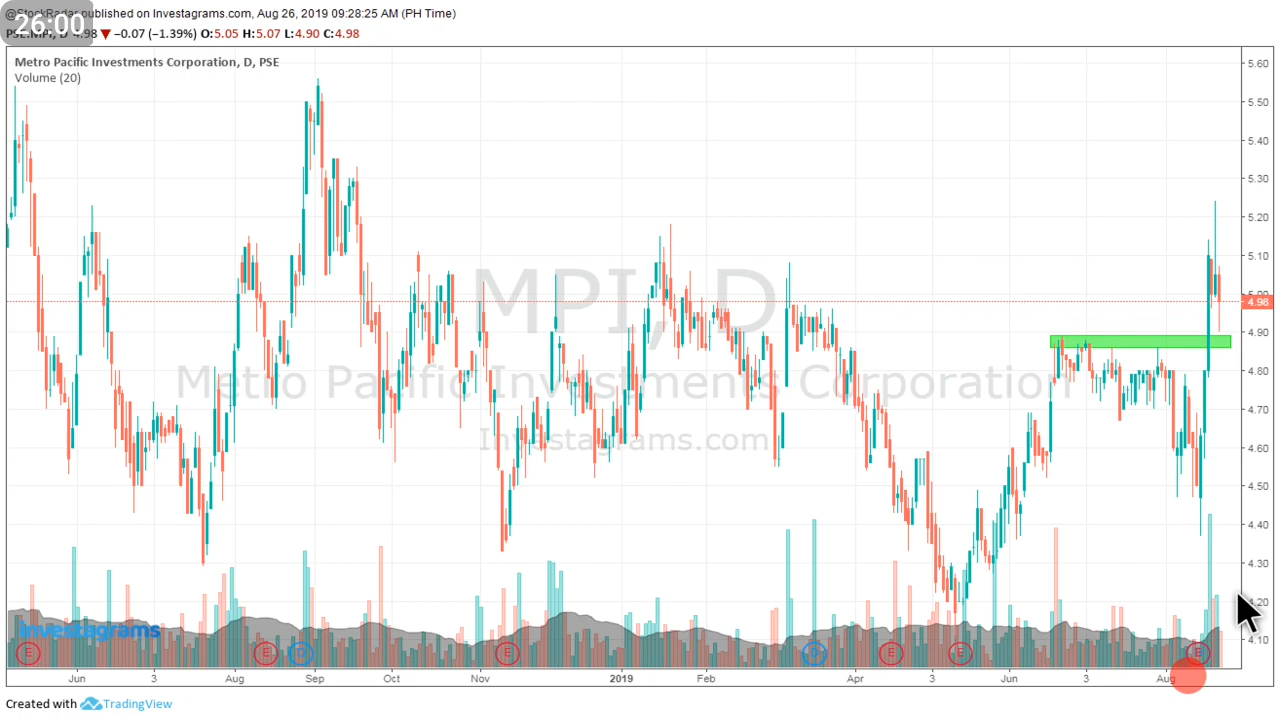 @StockRadar published on Investagrams.com, Aug 26, 2019 09:28:25 AM (PH Time)
26:00
PSE:MPI, D 4.98 ▼ −0.07 (−1.39%) O:5.05 H:5.07 L:4.90 C:4.98
Metro Pacific Investments Corporation, D, PSE
Volume (20)
5.60
5.50
5.40
5.30
5.20
5.10
5.00
4.98
4.90
4.80
4.70
4.60
4.50
4.40
4.30
4.20
4.10
MPI, D
Metro Pacific Investments Corporation
Investagrams.com
Investagrams
E E D E D E E E
Jun 3 Aug Sep Oct Nov 2019 Feb Apr 3 Jun 3 Aug
Created with TradingView